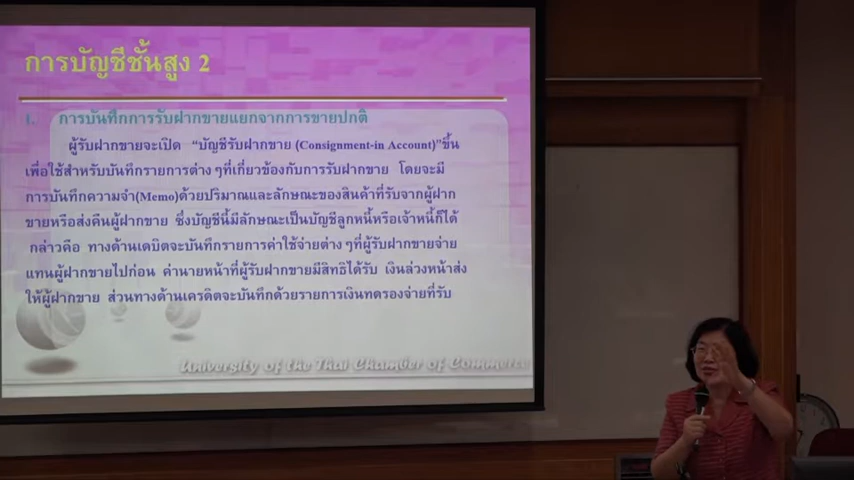 การบัญชีชั้นสูง 2
1. การบันทึกการรับฝากขายแยกจากการขายปกติ
ผู้รับฝากขายจะเปิด “บัญชีรับฝากขาย (Consignment-in Account)”ขึ้น
เพื่อใช้สำหรับบันทึกรายการต่าง ๆที่เกี่ยวข้องกับการรับฝากขาย โดยจะมี
การบันทึกความจำ(Memo)ด้วยปริมาณและลักษณะของสินค้าที่รับจากผู้ฝาก
ขายหรือส่งคืนผู้ฝากขาย ซึ่งบัญชีนี้มีลักษณะเป็นบัญชีลูกหนี้หรือเจ้าหนี้ก็ได้
กล่าวคือ ทางด้านเดบิตจะบันทึกรายการค่าใช้จ่ายต่าง ๆที่ผู้รับฝากขายจ่าย
แทนผู้ฝากขายไปก่อน ค่านายหน้าที่ผู้รับฝากขายมีสิทธิได้รับ เงินล่วงหน้าส่ง
ให้ผู้ฝากขาย ส่วนทางด้านเครดิตจะบันทึกด้วยรายการเงินทดรองจ่ายที่รับ
University of the Thai Chamber of Commerce